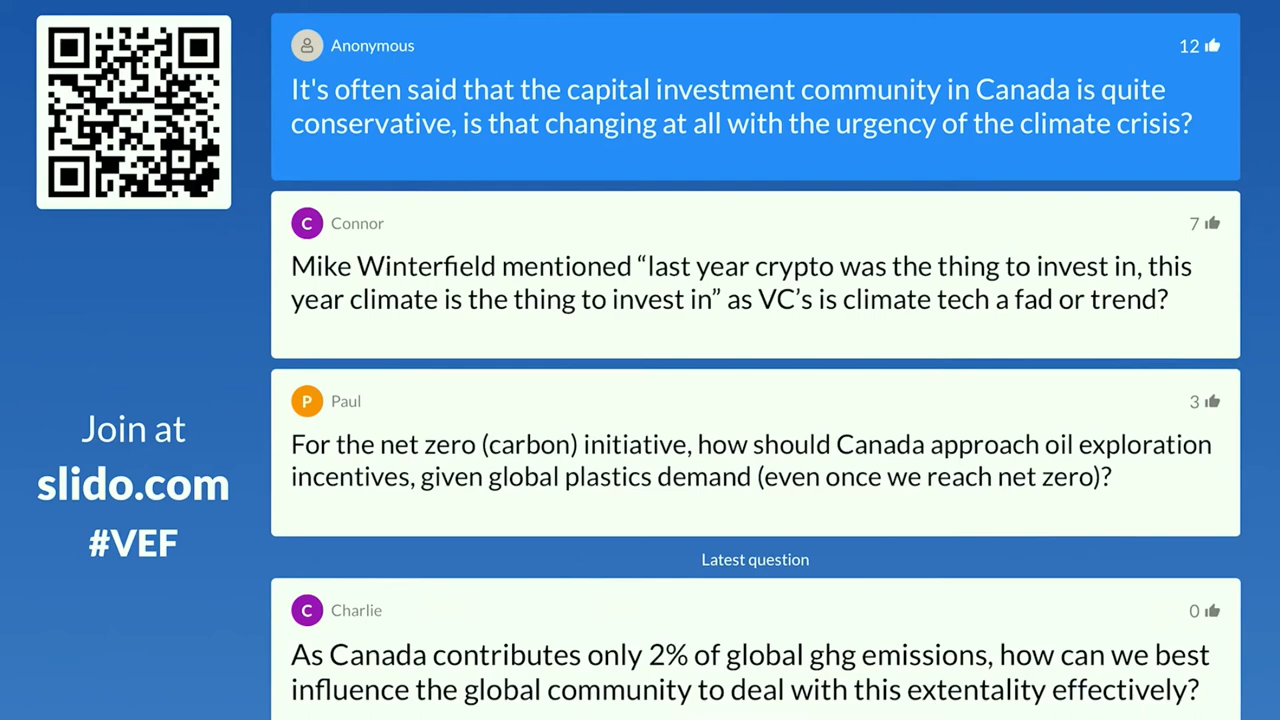 Anonymous
12
It's often said that the capital investment community in Canada is quite
conservative, is that changing at all with the urgency of the climate crisis?
C Connor
7
Mike Winterfield mentioned “last year crypto was the thing to invest in, this
year climate is the thing to invest in” as VC’s is climate tech a fad or trend?
P Paul
3
For the net zero (carbon) initiative, how should Canada approach oil exploration
incentives, given global plastics demand (even once we reach net zero)?
Join at
slido.com
#VEF
Latest question
C Charlie
0
As Canada contributes only 2% of global ghg emissions, how can we best
influence the global community to deal with this extentality effectively?